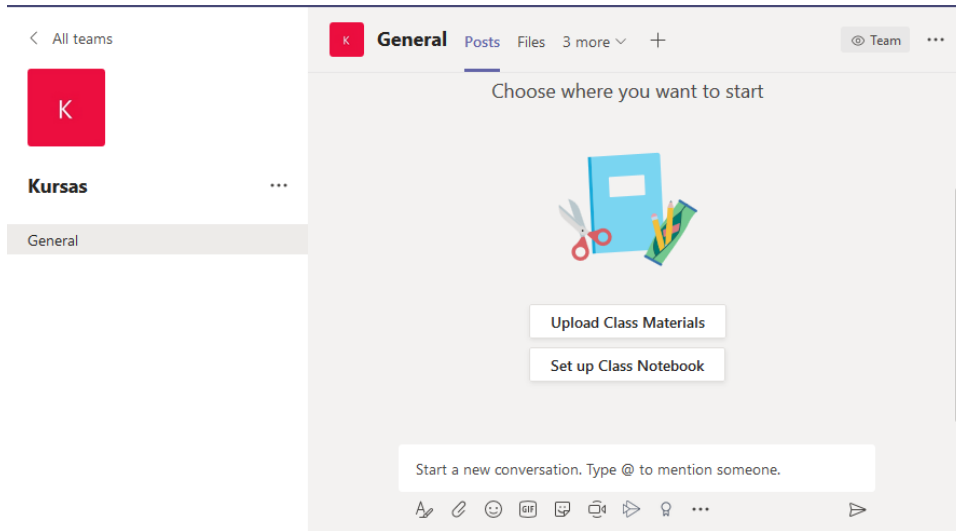 All teams
K
Kursas
General
K
General Posts Files 3 more
Team
Choose where you want to start
Upload Class Materials
Set up Class Notebook
Start a new conversation. Type @ to mention someone.
GIF